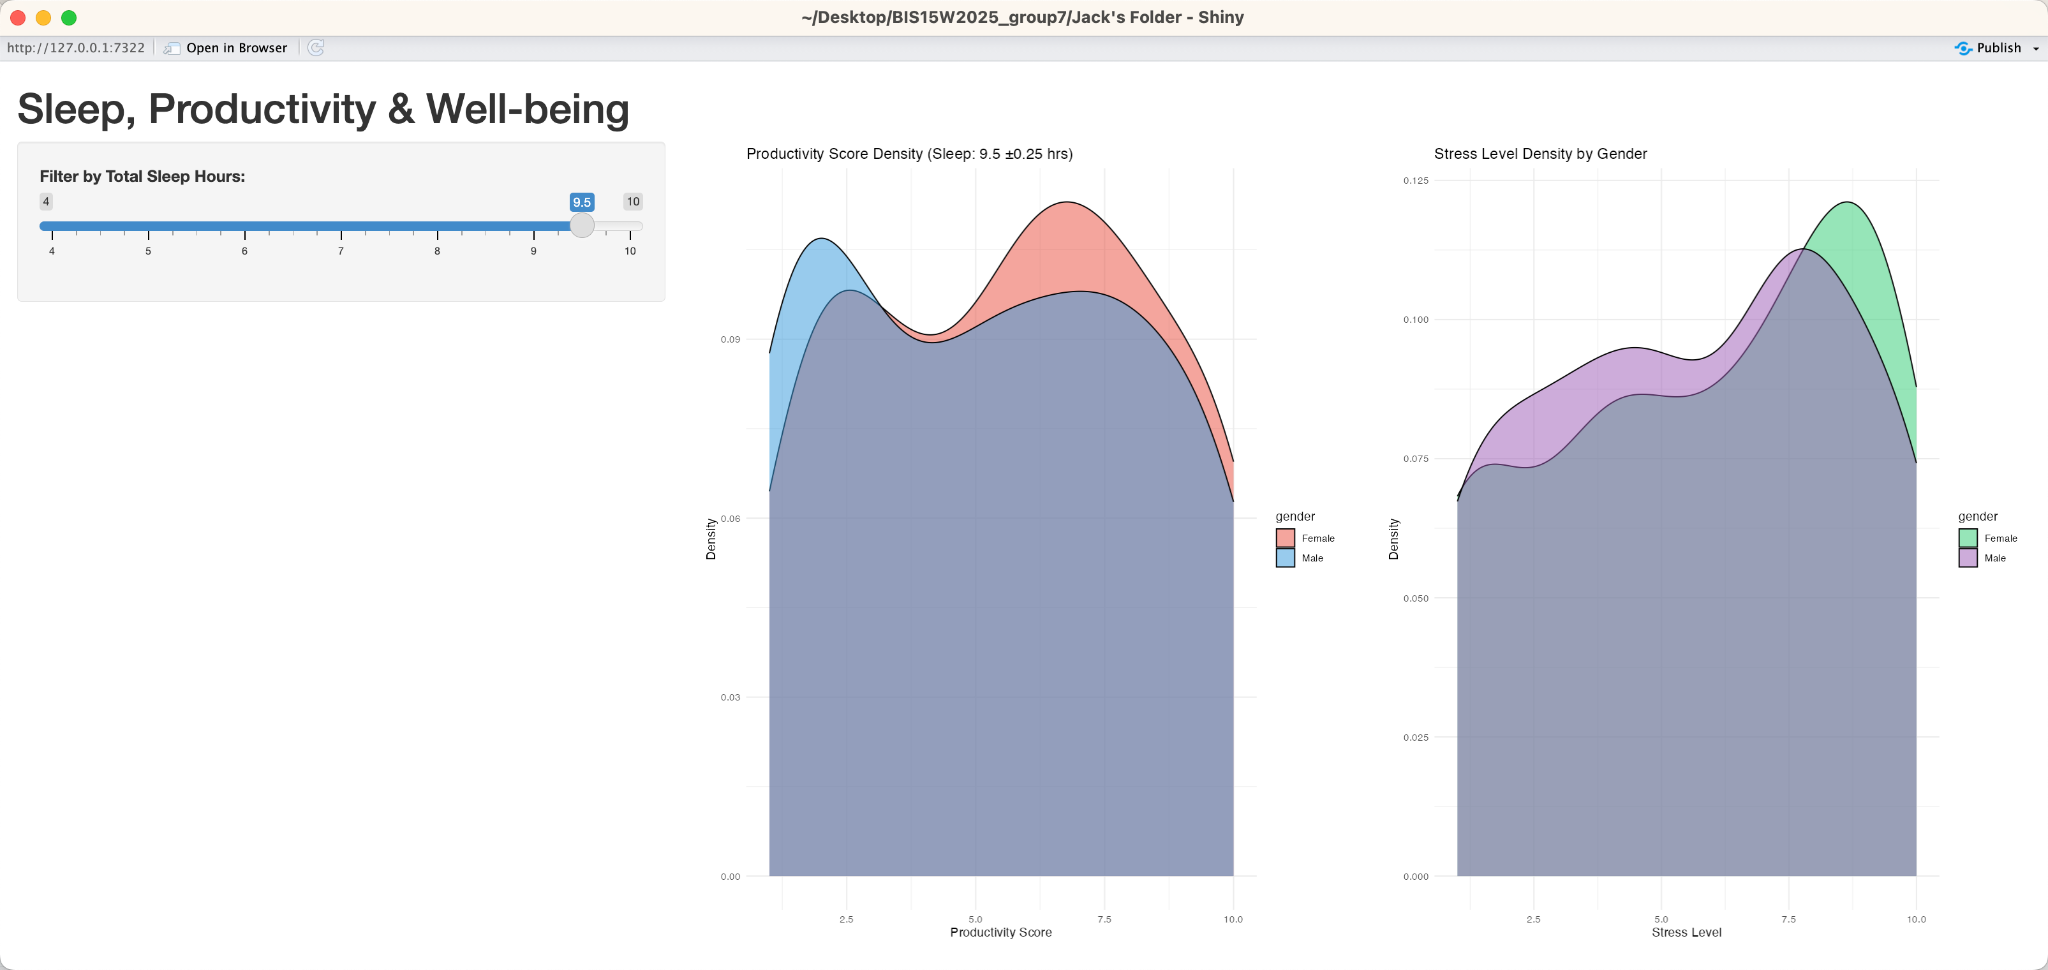 ~/Desktop/BIS15W2025_group7/Jack's Folder - Shiny
http://127.0.0.1:7322 Open in Browser Publish
Sleep, Productivity & Well-being
Filter by Total Sleep Hours:
4 9.5 10
4 5 6 7 8 9 10
Productivity Score Density (Sleep: 9.5 ±0.25 hrs)
0.09
0.06
0.03
0.00
Density
2.5 5.0 7.5 10.0
Productivity Score
gender
Female
Male
Stress Level Density by Gender
0.125
0.100
0.075
0.050
0.025
0.000
Density
2.5 5.0 7.5 10.0
Stress Level
gender
Female
Male